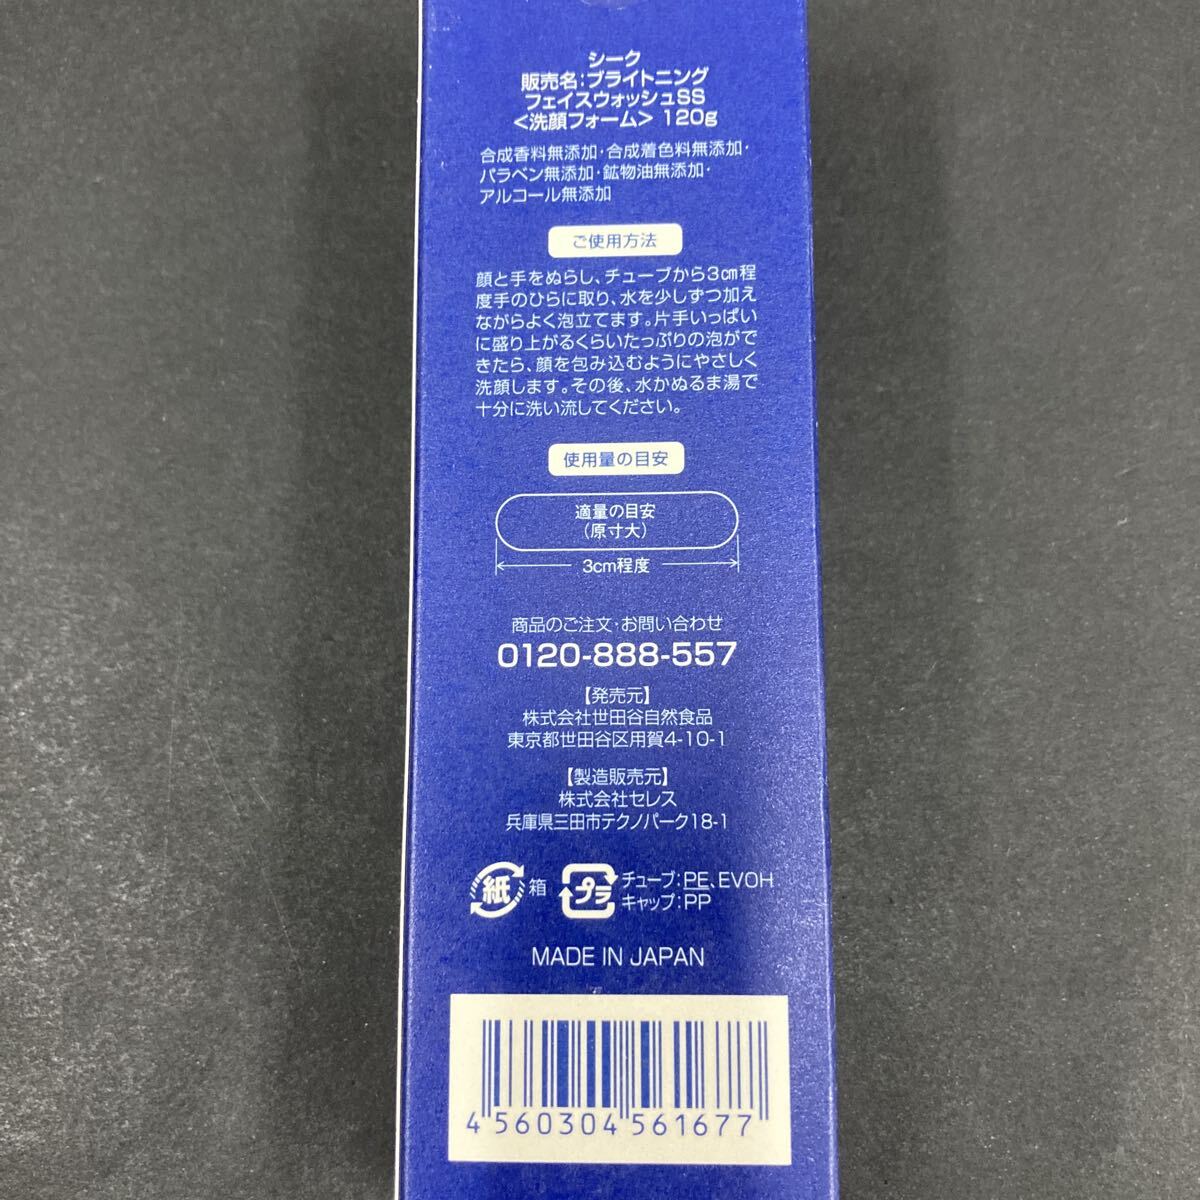 シーク
販売名:ブライトニング
フェイスウォッシュSS
<洗顔フォーム> 120g
合成香料無添加・合成着色料無添加・
パラベン無添加・鉱物油無添加・
アルコール無添加
ご使用方法
顔と手をぬらし、チューブから3㎝程
度手のひらに取り、水を少しずつ加え
ながらよく泡立てます。片手いっぱい
に盛り上がるくらいたっぷりの泡がで
きたら、顔を包み込むようにやさしく
洗顔します。その後、水かぬるま湯で
十分に洗い流してください。
使用量の目安
適量の目安
(原寸大)
3cm程度
商品のご注文・お問い合わせ
0120-888-557
【発売元】
株式会社世田谷自然食品
東京都世田谷区用賀4-10-1
【製造販売元】
株式会社セレス
兵庫県三田市テクノパーク18-1
紙 箱 プラ チューブ:PE、EVOH
キャップ:PP
MADE IN JAPAN
4 560304 561677